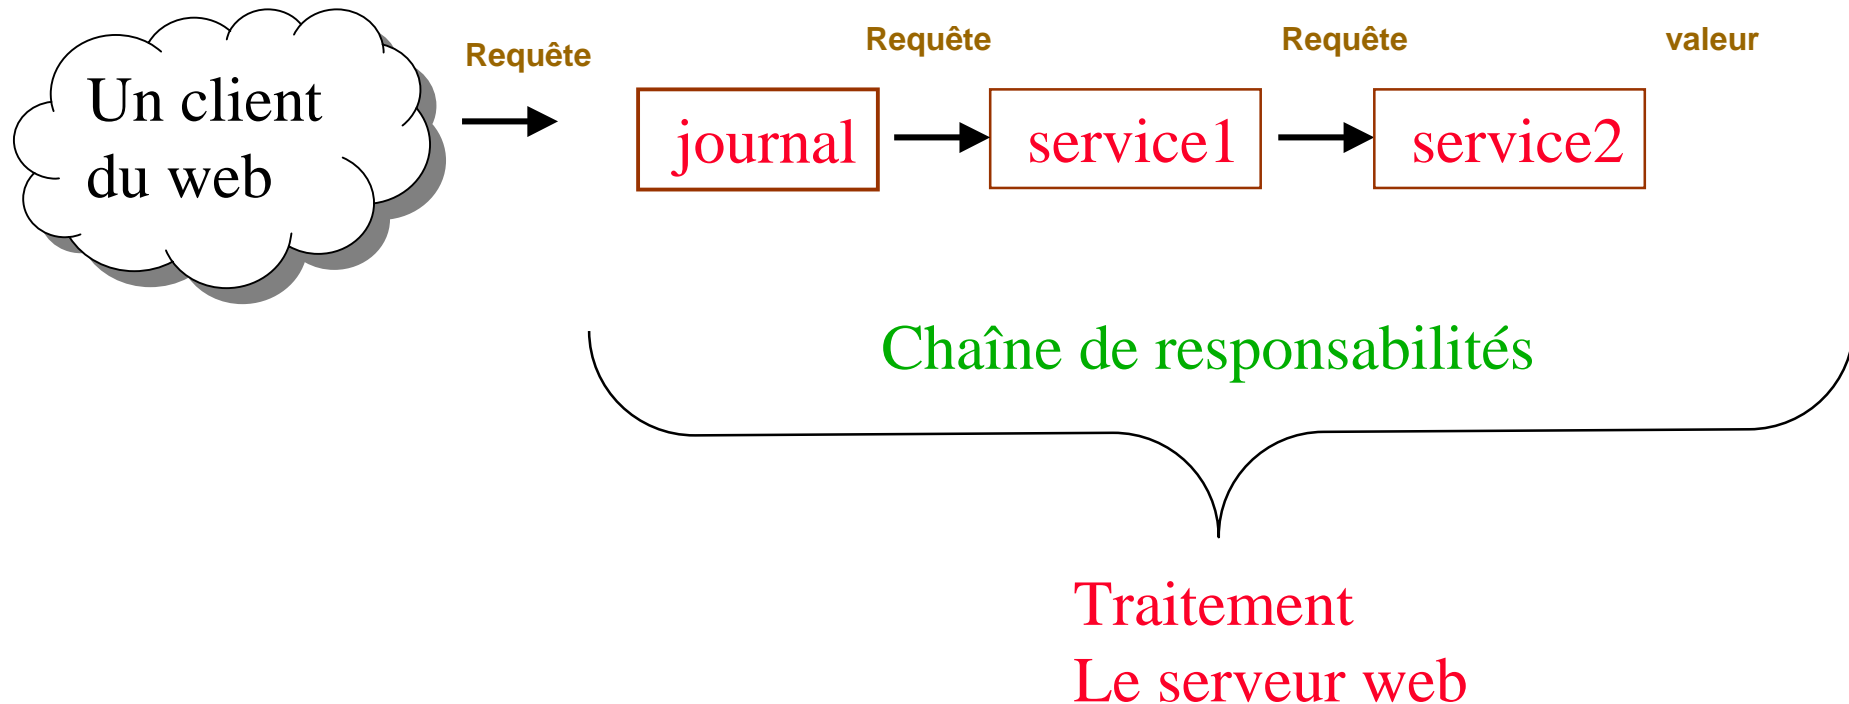 Un client
du web
Requête
Requête
Requête
valeur
journal
service1
service2
Chaîne de responsabilités
Traitement
Le serveur web